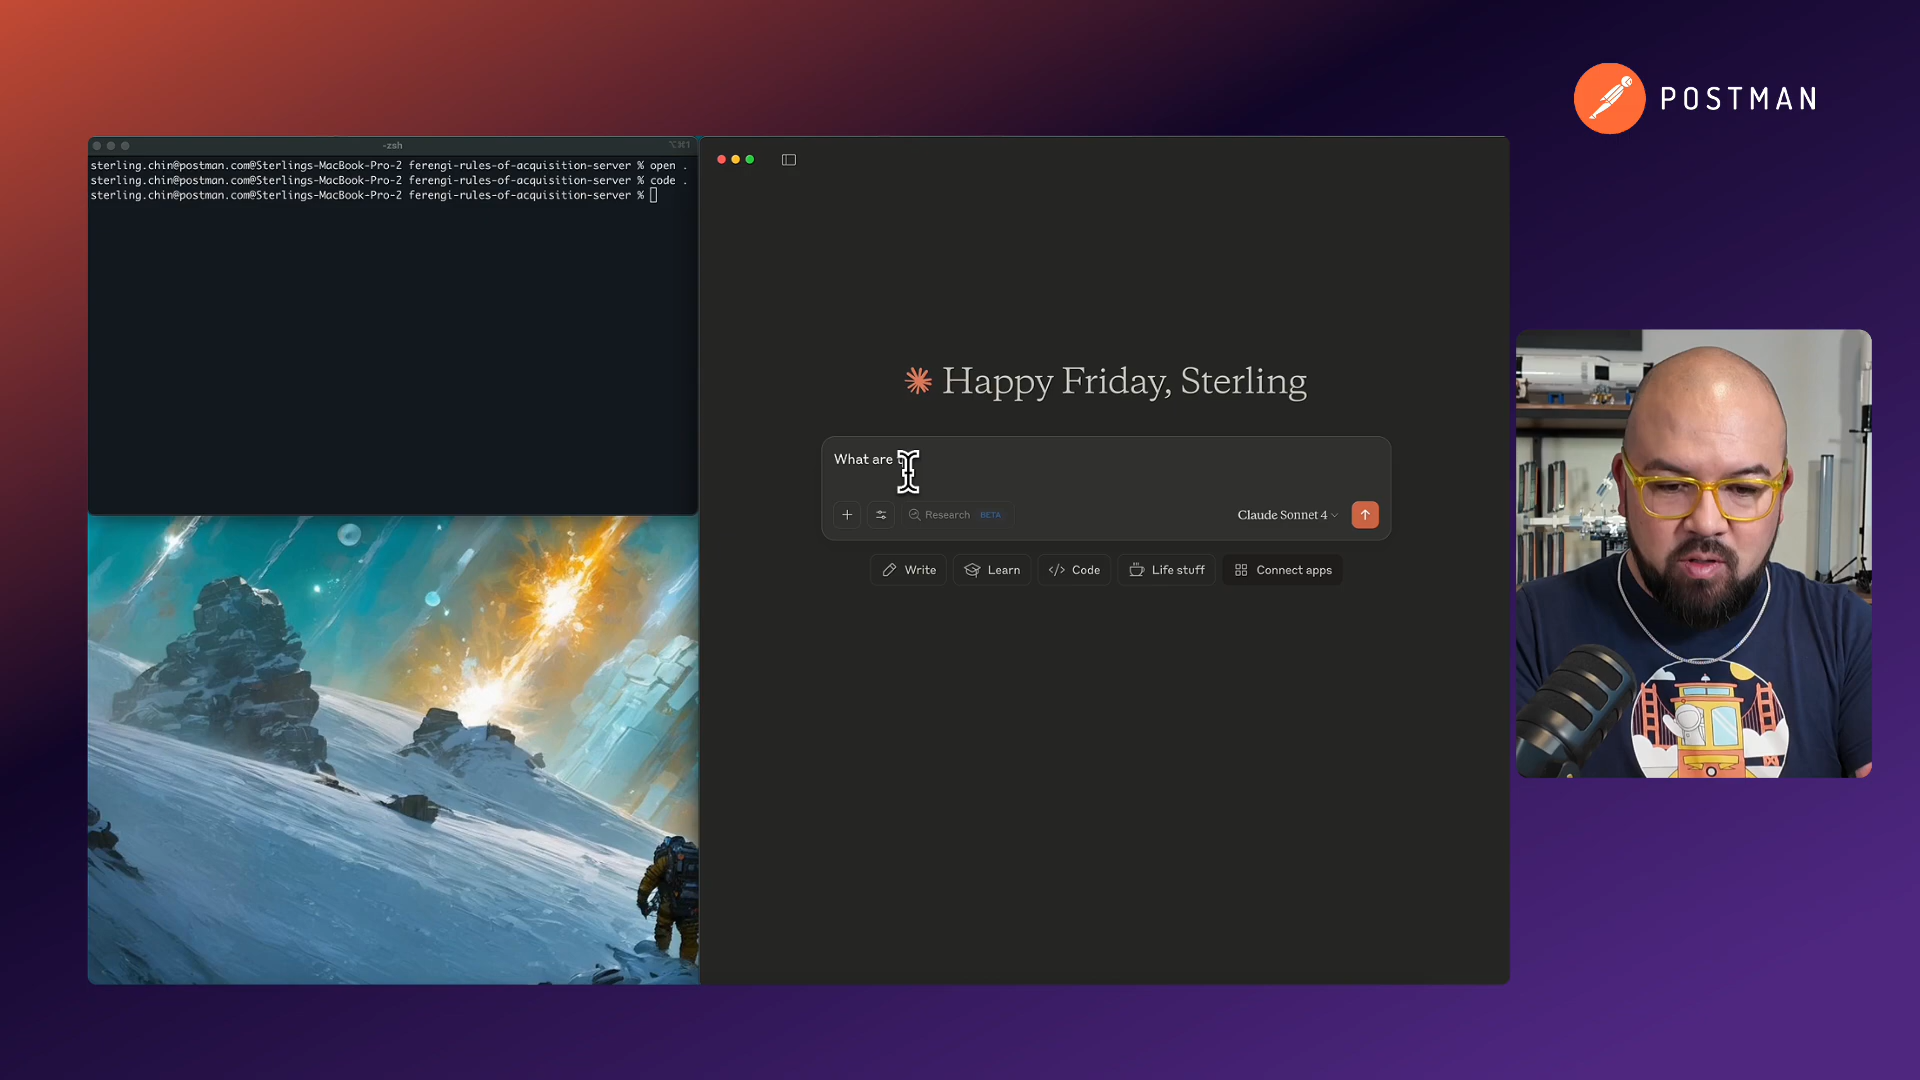 POSTMAN
-zsh
⌥⌘1
sterling.chin@postman.com@Sterlings-MacBook-Pro-2 ferengi-rules-of-acquisition-server % open .
sterling.chin@postman.com@Sterlings-MacBook-Pro-2 ferengi-rules-of-acquisition-server % code .
sterling.chin@postman.com@Sterlings-MacBook-Pro-2 ferengi-rules-of-acquisition-server %
Happy Friday, Sterling
What are
Research BETA
Claude Sonnet 4
Write
Learn
</> Code
Life stuff
Connect apps